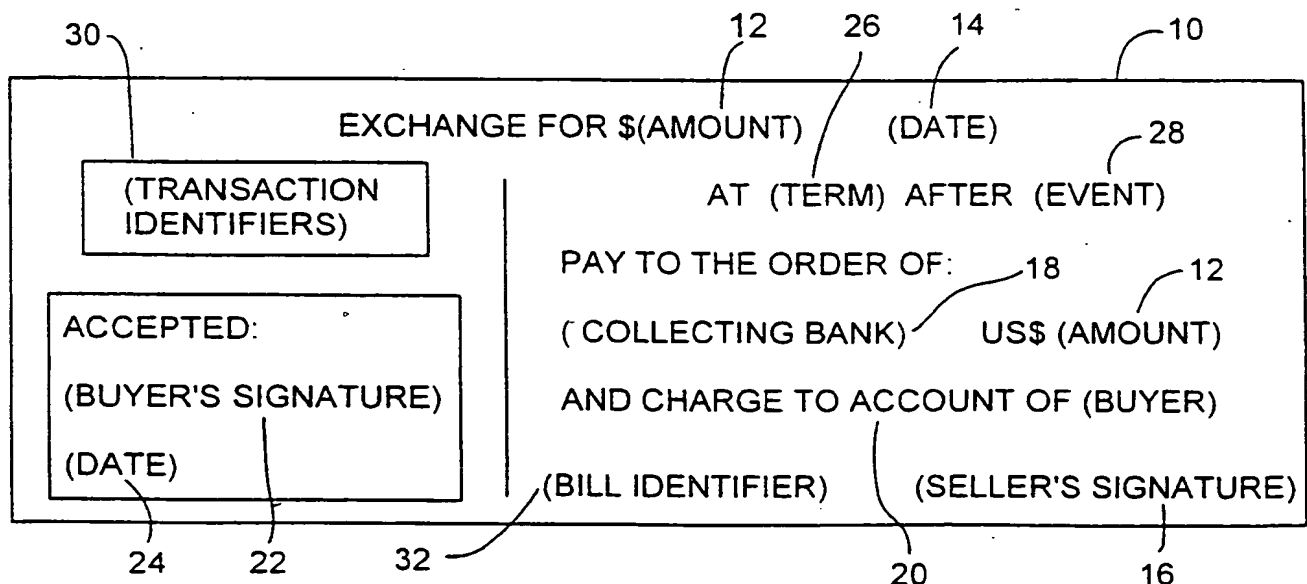 30 12 26 14 10
EXCHANGE FOR $(AMOUNT) (DATE)
28
(TRANSACTION
IDENTIFIERS)
AT (TERM) AFTER (EVENT)
PAY TO THE ORDER OF:
18 12
(COLLECTING BANK) US$ (AMOUNT)
AND CHARGE TO ACCOUNT OF (BUYER)
ACCEPTED:
(BUYER'S SIGNATURE)
(DATE)
(BILL IDENTIFIER) (SELLER'S SIGNATURE)
24 22 32 20 16